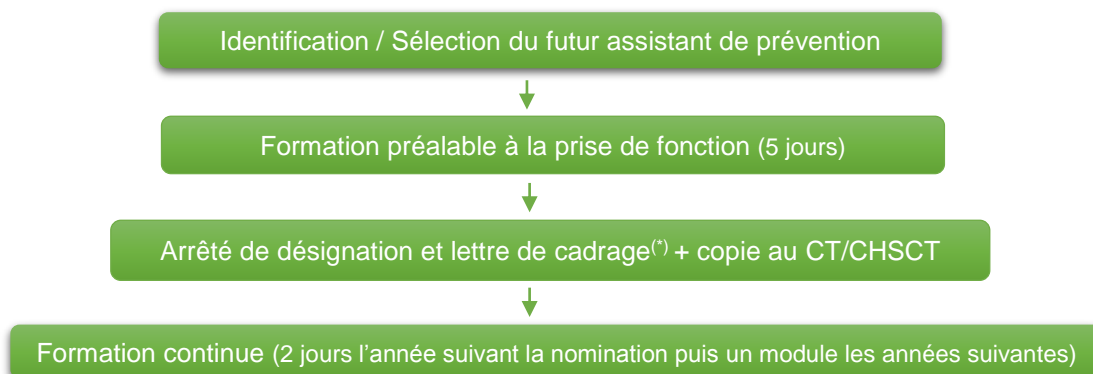 Identification / Sélection du futur assistant de prévention
Formation préalable à la prise de fonction (5 jours)
Arrêté de désignation et lettre de cadrage(*) + copie au CT/CHSCT
Formation continue (2 jours l’année suivant la nomination puis un module les années suivantes)